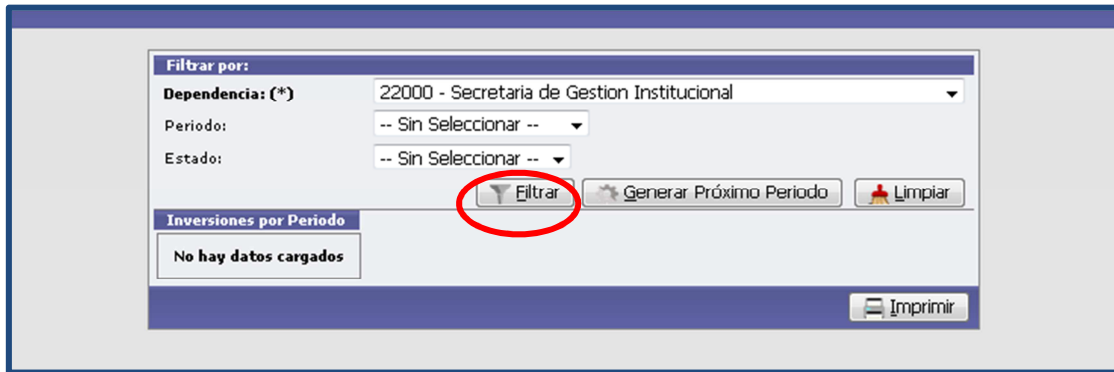 Filtrar por:
Dependencia: (*) 22000 - Secretaria de Gestion Institucional
Periodo: -- Sin Seleccionar --
Estado: -- Sin Seleccionar --
Filtrar Generar Próximo Periodo Limpiar
Inversiones por Periodo
No hay datos cargados
Imprimir